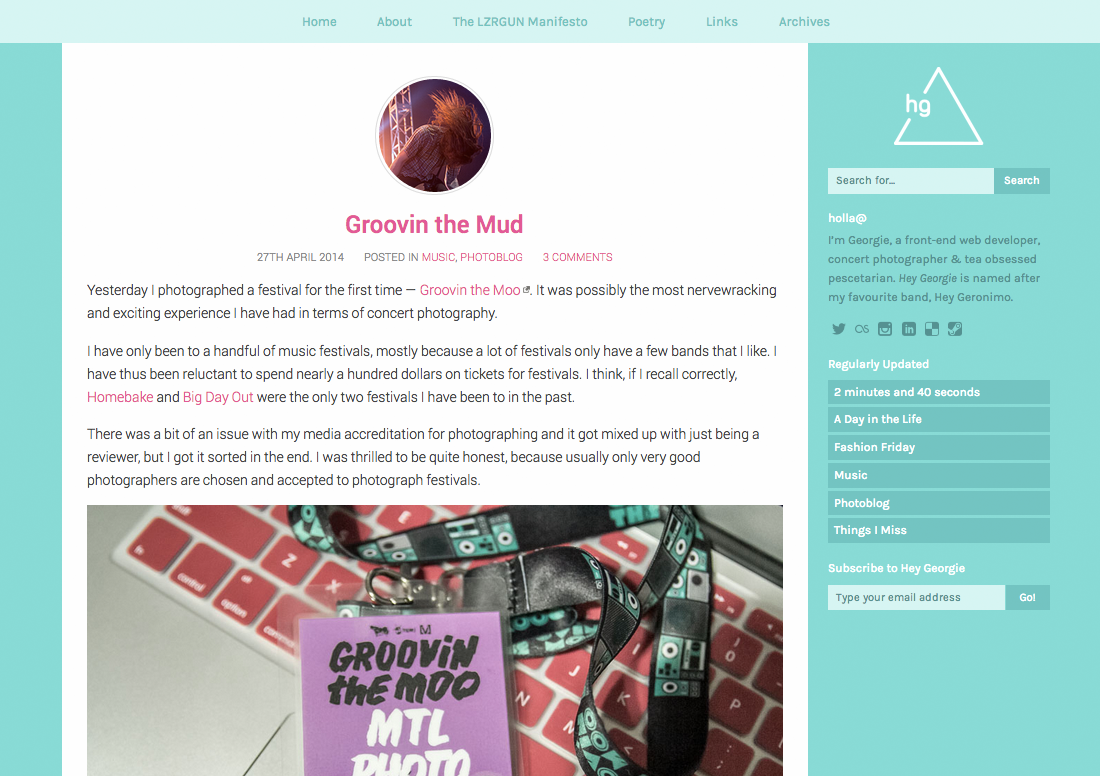 Home About The LZRGUN Manifesto Poetry Links Archives
Groovin the Mud
27TH APRIL 2014 POSTED IN MUSIC, PHOTOBLOG 3 COMMENTS
Yesterday I photographed a festival for the first time — Groovin the Moo. It was possibly the most nervewracking
and exciting experience I have had in terms of concert photography.
I have only been to a handful of music festivals, mostly because a lot of festivals only have a few bands that I like. I
have thus been reluctant to spend nearly a hundred dollars on tickets for festivals. I think, if I recall correctly,
Homebake and Big Day Out were the only two festivals I have been to in the past.
There was a bit of an issue with my media accreditation for photographing and it got mixed up with just being a
reviewer, but I got it sorted in the end. I was thrilled to be quite honest, because usually only very good
photographers are chosen and accepted to photograph festivals.
fn
control
option
Z
X
GROOVIN
the MOO
MTL
PHOTO
hg
Search for... Search
holla@
I'm Georgie, a front-end web developer,
concert photographer & tea obsessed
pescetarian. Hey Georgie is named after
my favourite band, Hey Geronimo.
Regularly Updated
2 minutes and 40 seconds
A Day in the Life
Fashion Friday
Music
Photoblog
Things I Miss
Subscribe to Hey Georgie
Type your email address Go!